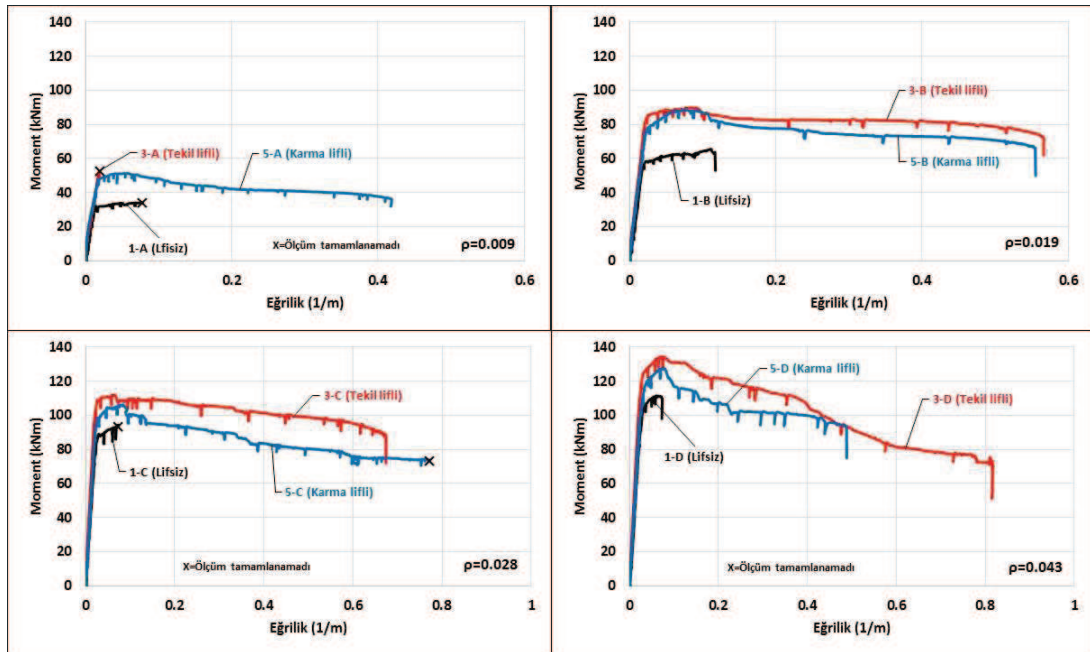 140
120
100
80
60
40
20
0
Moment (kNm)
3-A (Tekil lifli)
5-A (Karma lifli)
1-A (Lfisiz)
X=Ölçüm tamamlanamadı
ρ=0.009
0
0.2
0.4
0.6
Eğrilik (1/m)
140
120
100
80
60
40
20
0
Moment (kNm)
3-B (Tekil lifli)
5-B (Karma lifli)
1-B (Lifsiz)
ρ=0.019
0
0.2
0.4
0.6
Eğrilik (1/m)
140
120
100
80
60
40
20
0
Moment (kNm)
3-C (Tekil lifli)
1-C (Lifsiz)
5-C (Karma lifli)
X=Ölçüm tamamlanamadı
ρ=0.028
0
0.2
0.4
0.6
0.8
1
Eğrilik (1/m)
140
120
100
80
60
40
20
0
Moment (kNm)
5-D (Karma lifli)
3-D (Tekil lifli)
1-D (Lifsiz)
X=Ölçüm tamamlanamadı
ρ=0.043
0
0.2
0.4
0.6
0.8
1
Eğrilik (1/m)